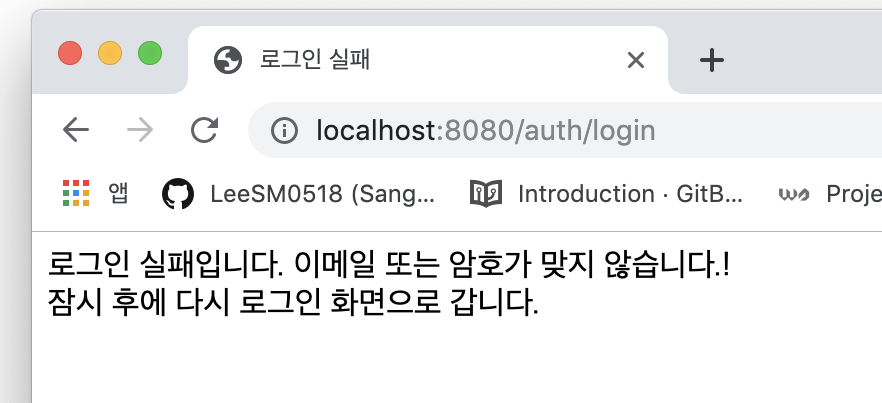 로그인 실패
localhost:8080/auth/login
앱 LeeSM0518 (Sang... Introduction · GitB... Proje
로그인 실패입니다. 이메일 또는 암호가 맞지 않습니다.!
잠시 후에 다시 로그인 화면으로 갑니다.